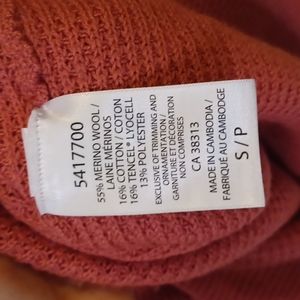 5417700
55% MERINO WOOL /
LAINE MÉRINOS
16% COTTON / COTON
16% TENCEL® LYOCELL
13% POLYESTER
EXCLUSIVE OF TRIMMING AND
ORNAMENTATION /
GARNITURE ET DÉCORATION
NON COMPRISES
CA 38313
MADE IN CAMBODIA /
FABRIQUÉ AU CAMBODGE
S / P